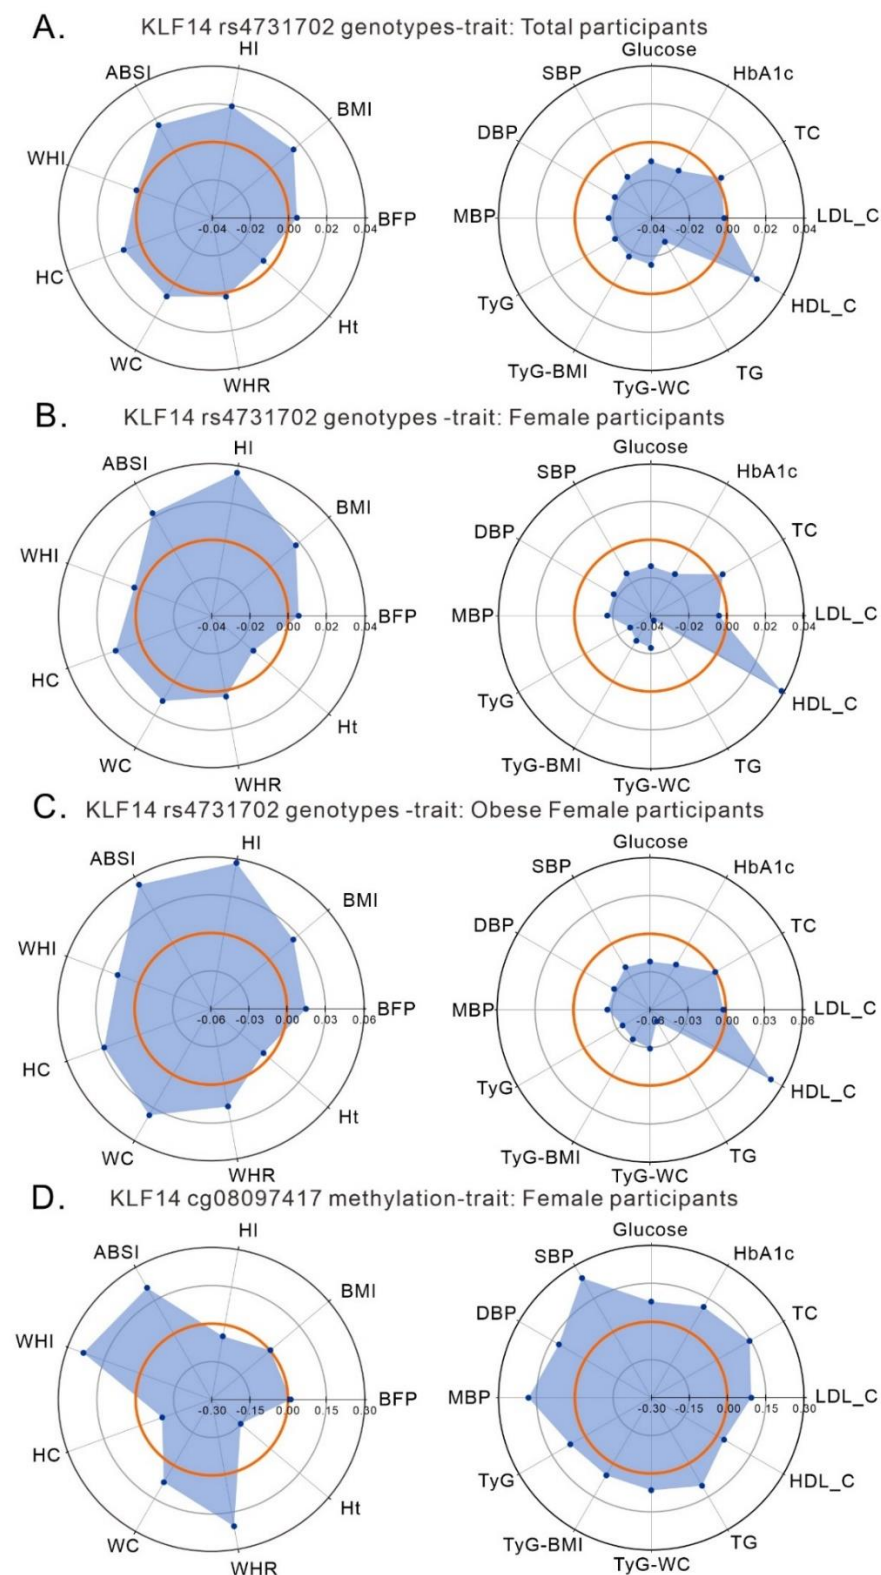 A. KLF14 rs4731702 genotypes-trait: Total participants
HI
ABSI
BMI
WHI
BFP
-0.04 -0.02 0.00 0.02 0.04
HC
Ht
WC
WHR
Glucose
SBP
HbA1c
DBP
TC
MBP
LDL_C
-0.04 -0.02 0.00 0.02 0.04
TyG
HDL_C
TyG-BMI
TG
TyG-WC
B. KLF14 rs4731702 genotypes -trait: Female participants
HI
ABSI
BMI
WHI
BFP
-0.04 -0.02 0.00 0.02 0.04
HC
Ht
WC
WHR
Glucose
SBP
HbA1c
DBP
TC
MBP
LDL_C
-0.04 -0.02 0.00 0.02 0.04
TyG
HDL_C
TyG-BMI
TG
TyG-WC
C. KLF14 rs4731702 genotypes -trait: Obese Female participants
HI
ABSI
BMI
WHI
BFP
-0.06 -0.03 0.00 0.03 0.06
HC
Ht
WC
WHR
Glucose
SBP
HbA1c
DBP
TC
MBP
LDL_C
-0.06 -0.03 0.00 0.03 0.06
TyG
HDL_C
TyG-BMI
TG
TyG-WC
D. KLF14 cg08097417 methylation-trait: Female participants
HI
ABSI
BMI
WHI
BFP
-0.30 -0.15 0.00 0.15 0.30
HC
Ht
WC
WHR
Glucose
SBP
HbA1c
DBP
TC
MBP
LDL_C
-0.30 -0.15 0.00 0.15 0.30
TyG
HDL_C
TyG-BMI
TG
TyG-WC